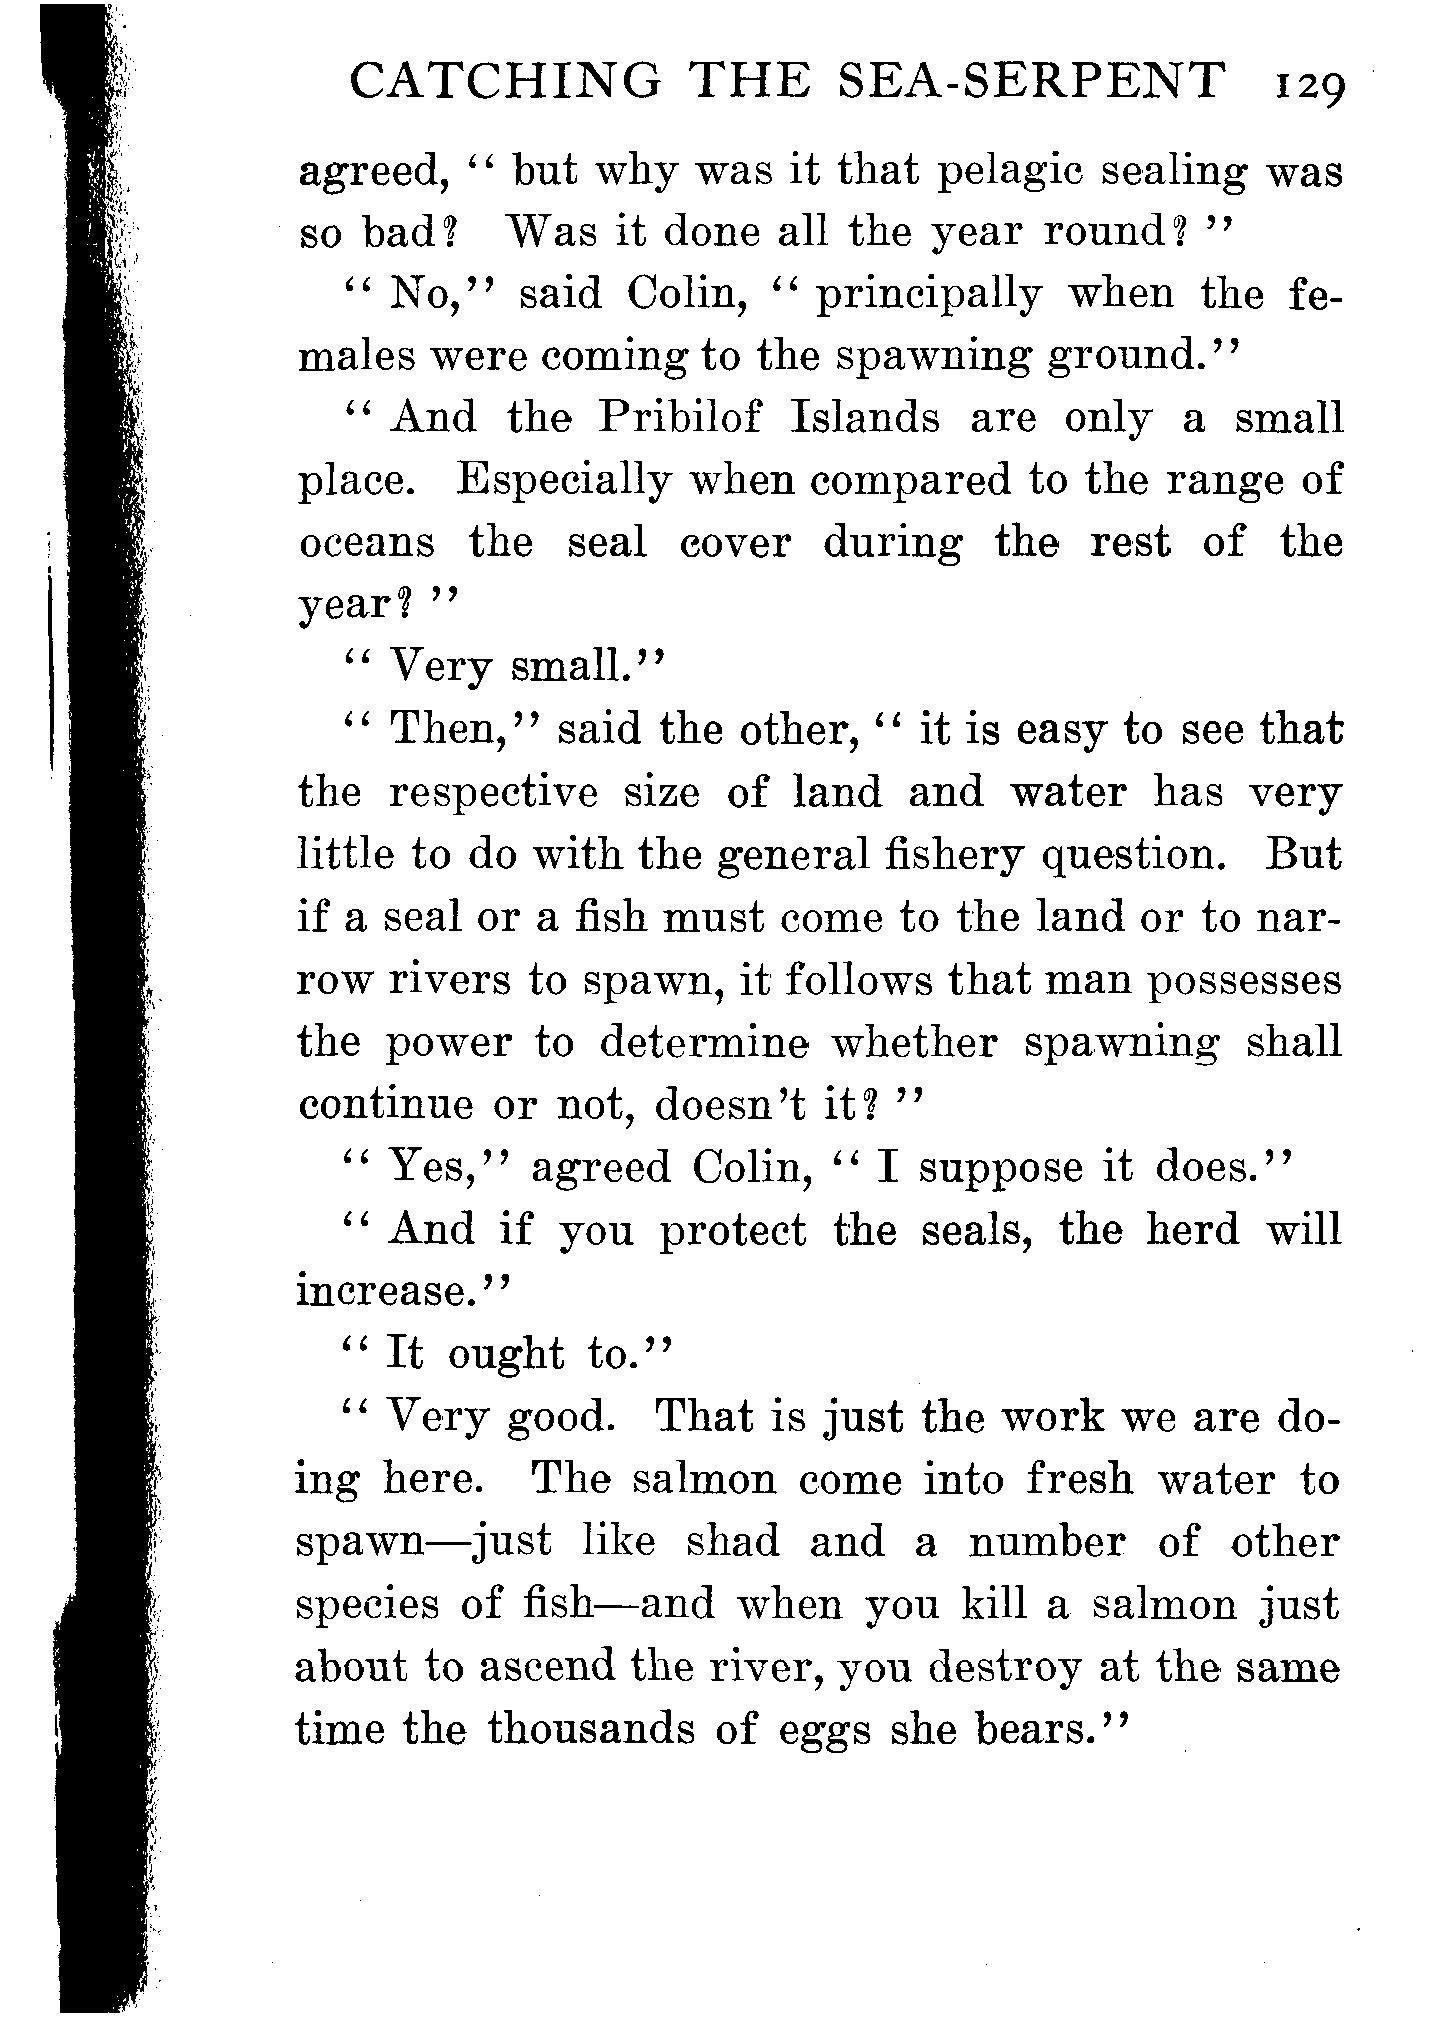 CATCHING THE SEA-SERPENT 129
agreed, " but why was it that pelagic sealing was
so bad? Was it done all the year round? "
" No," said Colin, " principally when the fe-
males were coming to the spawning ground."
" And the Pribilof Islands are only a small
place. Especially when compared to the range of
oceans the seal cover during the rest of the
year? "
" Very small."
" Then," said the other, " it is easy to see that
the respective size of land and water has very
little to do with the general fishery question. But
if a seal or a fish must come to the land or to nar-
row rivers to spawn, it follows that man possesses
the power to determine whether spawning shall
continue or not, doesn't it? "
" Yes," agreed Colin, " I suppose it does."
" And if you protect the seals, the herd will
increase."
" It ought to."
" Very good. That is just the work we are do-
ing here. The salmon come into fresh water to
spawn—just like shad and a number of other
species of fish—and when you kill a salmon just
about to ascend the river, you destroy at the same
time the thousands of eggs she bears."